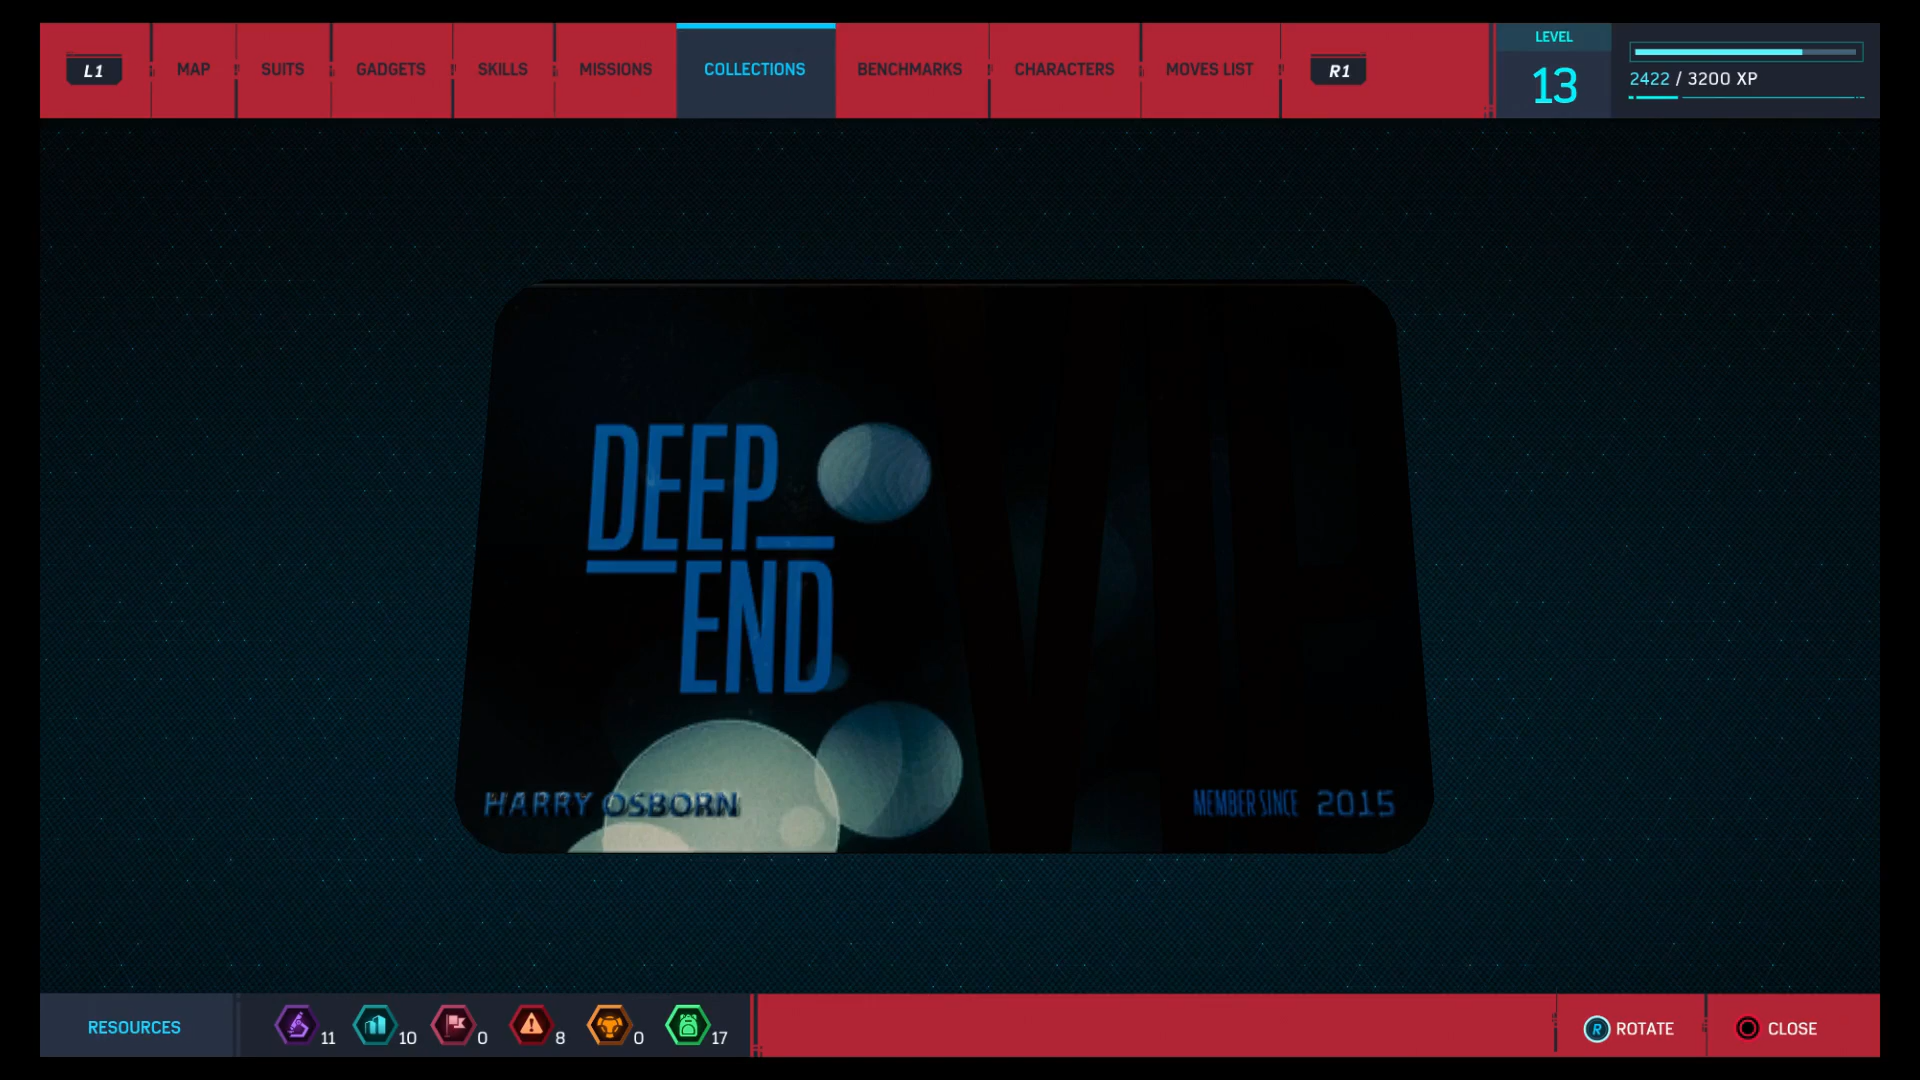 L1 MAP SUITS GADGETS SKILLS MISSIONS COLLECTIONS BENCHMARKS CHARACTERS MOVES LIST R1
LEVEL
13
2422 / 3200 XP
DEEP
END
VIP
HARRY OSBORN
MEMBER SINCE 2015
RESOURCES 11 10 0 8 0 17
R ROTATE CLOSE